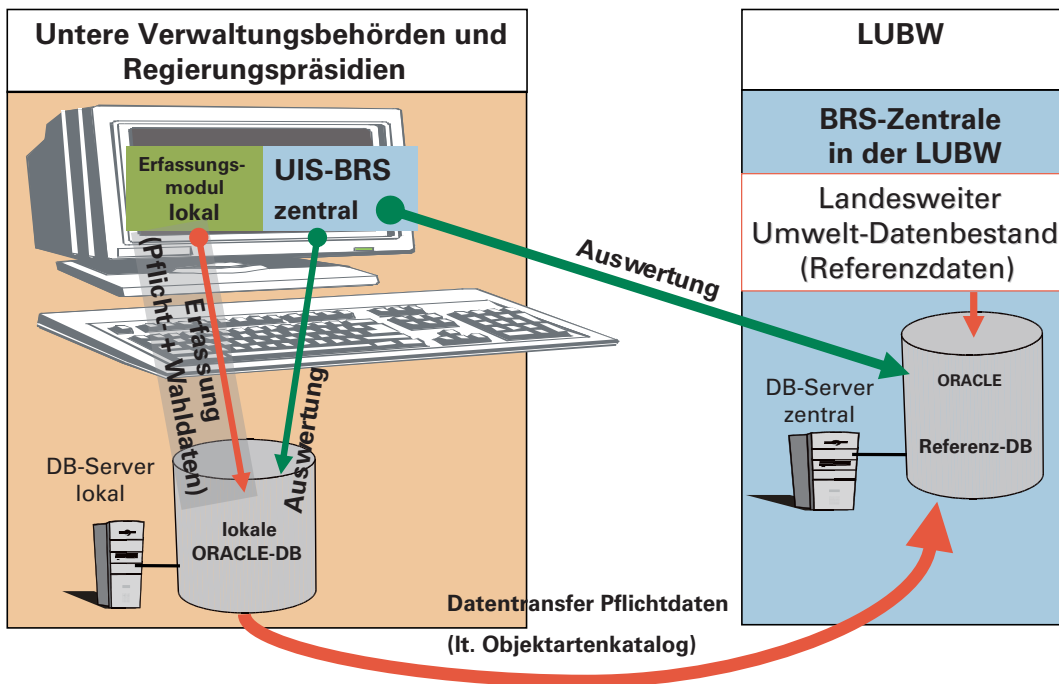 Untere Verwaltungsbehörden und
Regierungspräsidien
Erfassungs-
modul
lokal
UIS-BRS
zentral
Erfassung
(Pflicht- + Wahldaten)
Auswertung
DB-Server
lokal
lokale
ORACLE-DB
Auswertung
Datentransfer Pflichtdaten
(lt. Objektartenkatalog)
LUBW
BRS-Zentrale
in der LUBW
Landesweiter
Umwelt-Datenbestand
(Referenzdaten)
DB-Server
zentral
ORACLE
Referenz-DB